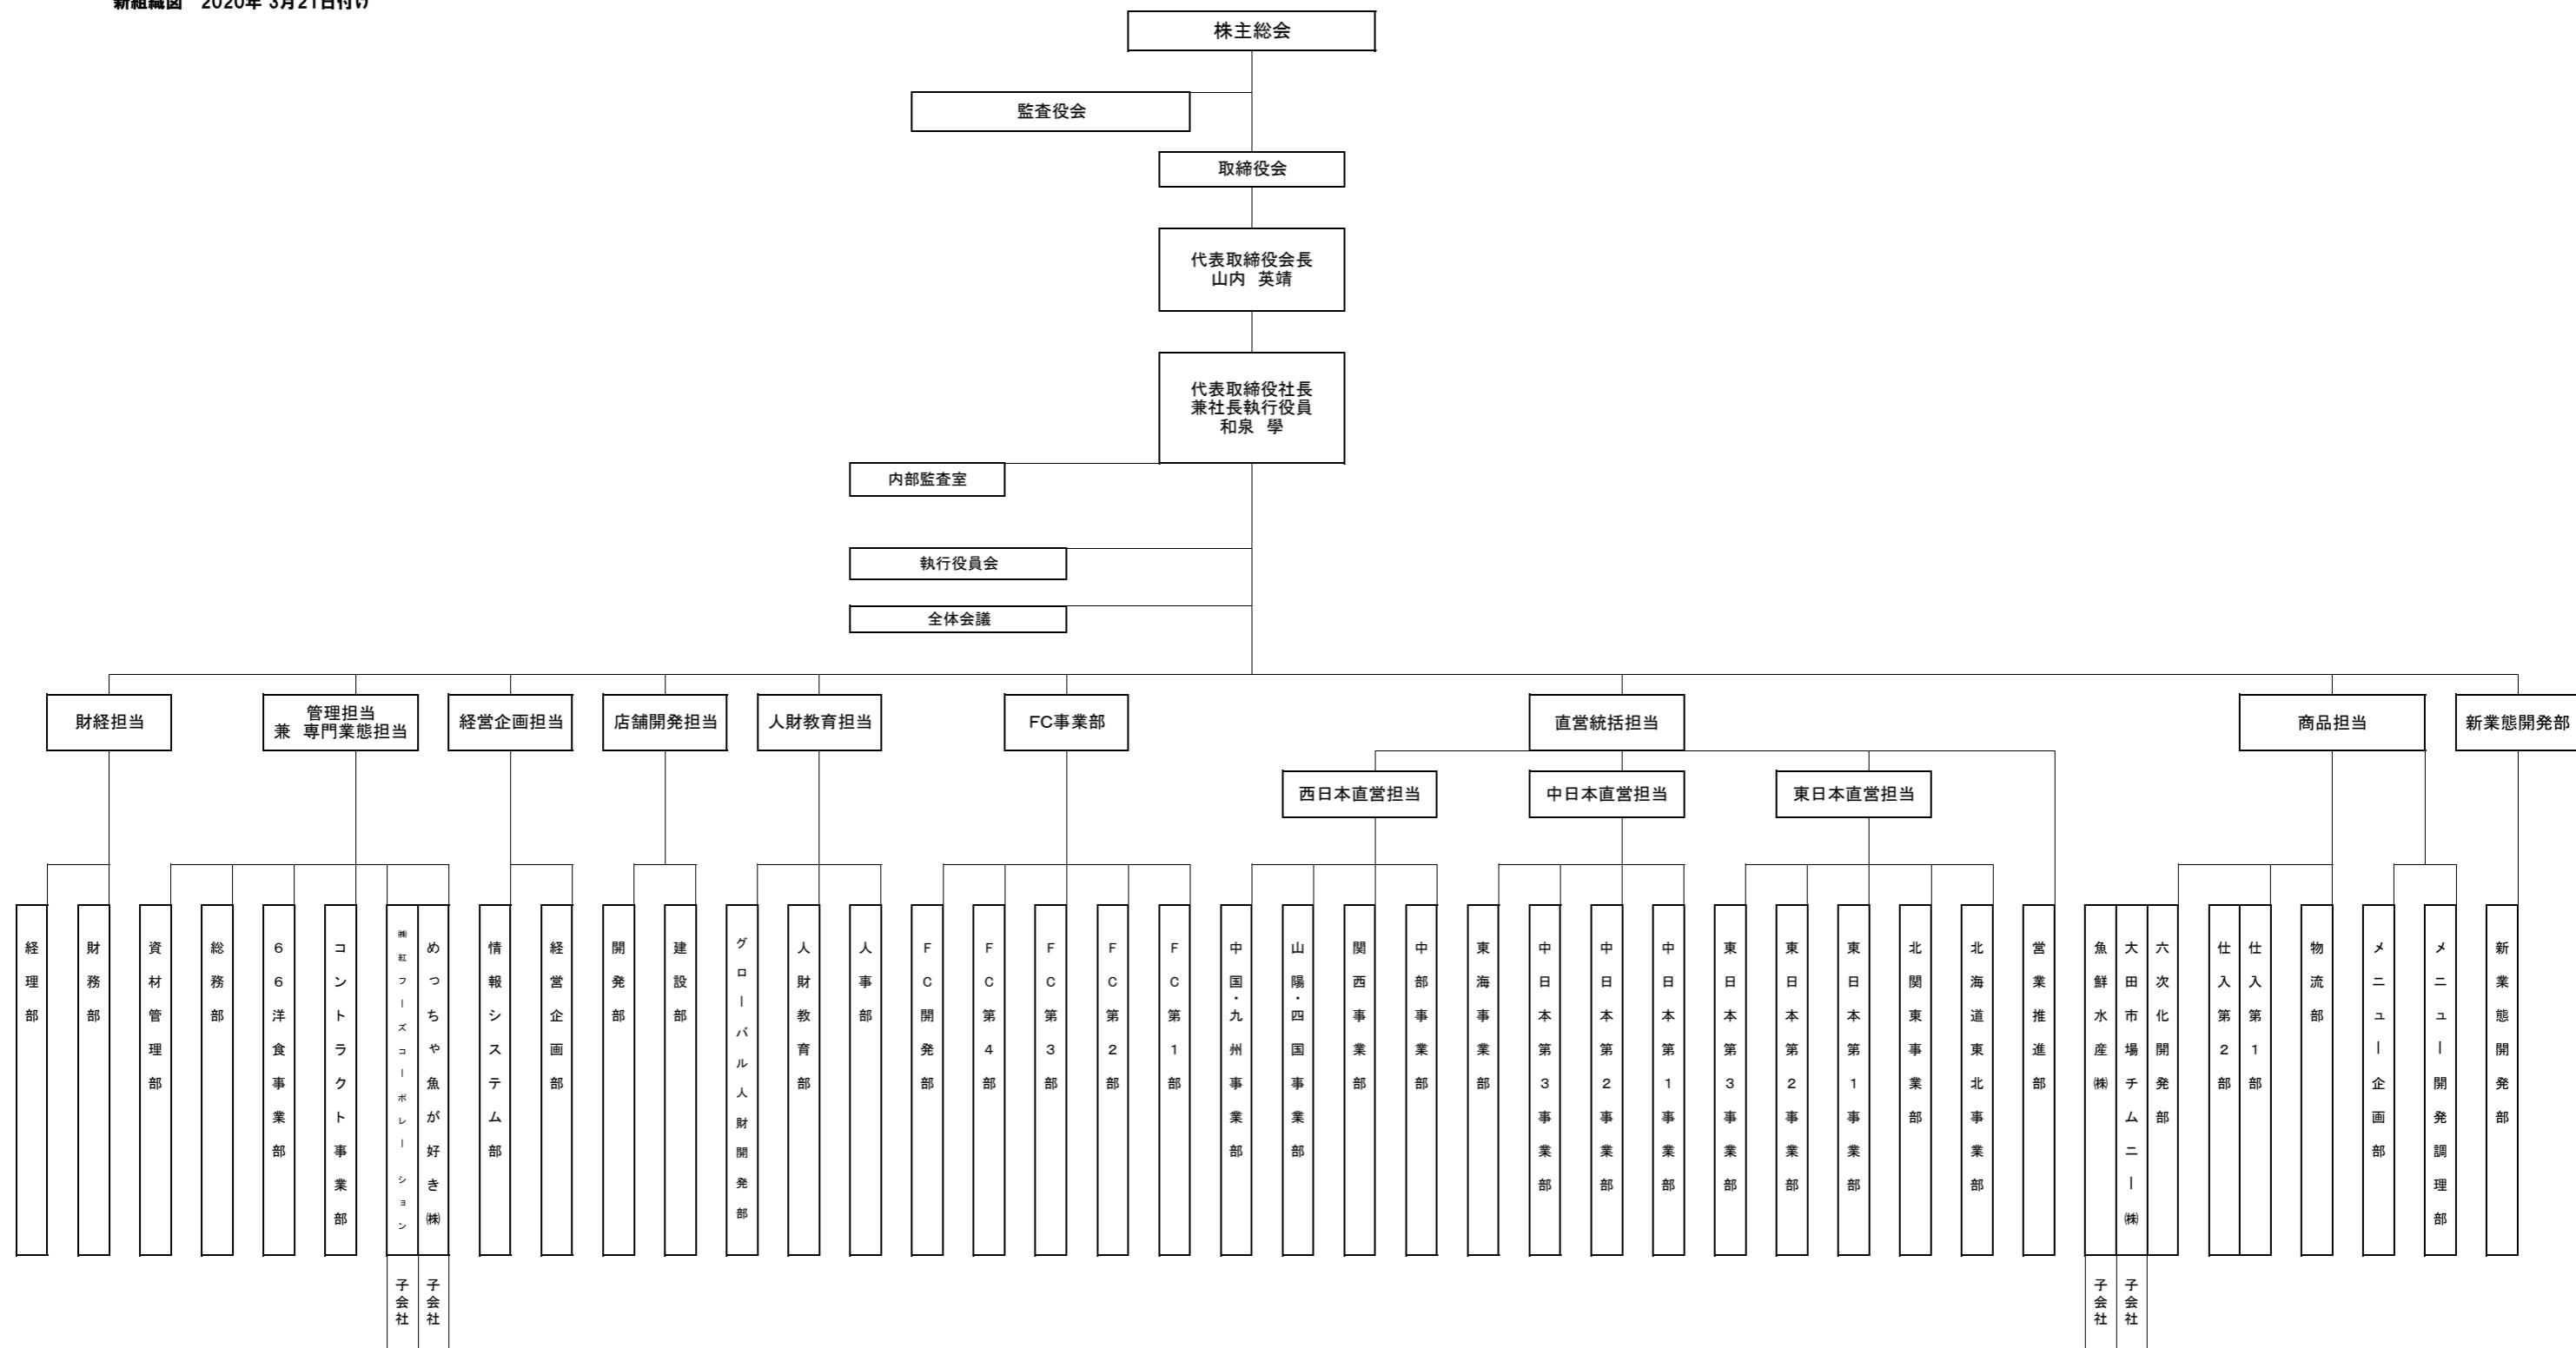 新組織図 2020年 3月21日付け
株主総会
監査役会
取締役会
代表取締役会長
山内 英靖
代表取締役社長
兼社長執行役員
和泉 學
内部監査室
執行役員会
全体会議
財経担当
管理担当
兼 専門業態担当
経営企画担当
店舗開発担当
人財教育担当
FC事業部
直営統括担当
商品担当
新業態開発部
西日本直営担当
中日本直営担当
東日本直営担当
経理部
財務部
資材管理部
総務部
66洋食事業部
コントラクト事業部
㈱紅フーズコーポレーション
めっちゃ魚が好き㈱
情報システム部
経営企画部
開発部
建設部
グローバル人財開発部
人財教育部
人事部
FC開発部
FC第4部
FC第3部
FC第2部
FC第1部
中国・九州事業部
山陽・四国事業部
関西事業部
中部事業部
東海事業部
中日本第3事業部
中日本第2事業部
中日本第1事業部
東日本第3事業部
東日本第2事業部
東日本第1事業部
北関東事業部
北海道東北事業部
営業推進部
魚鮮水産㈱
大田市場チムニー㈱
六次化開発部
仕入第2部
仕入第1部
物流部
メニュー企画部
メニュー開発調理部
新業態開発部
子会社
子会社
子会社
子会社